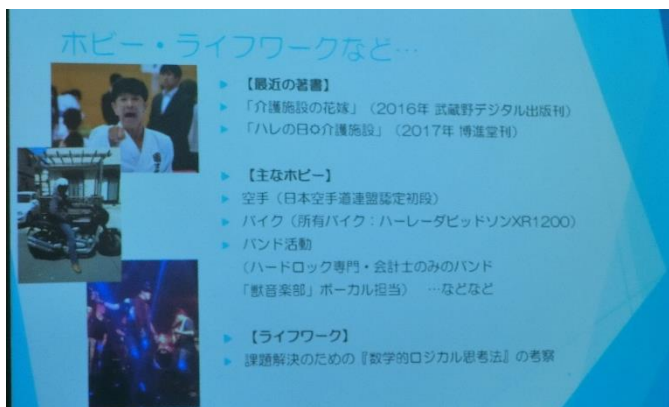 ホビー・ライフワークなど…
【最近の著書】
「介護施設の花嫁」（2016年 武蔵野デジタル出版刊）
「ハレの日✿介護施設」（2017年 博進堂刊）
【主なホビー】
空手（日本空手道連盟認定初段）
バイク（所有バイク：ハーレーダビッドソンXR1200）
バンド活動
（ハードロック専門・会計士のみのバンド
「獣音楽部」ボーカル担当） …などなど
【ライフワーク】
課題解決のための『数学的ロジカル思考法』の考察